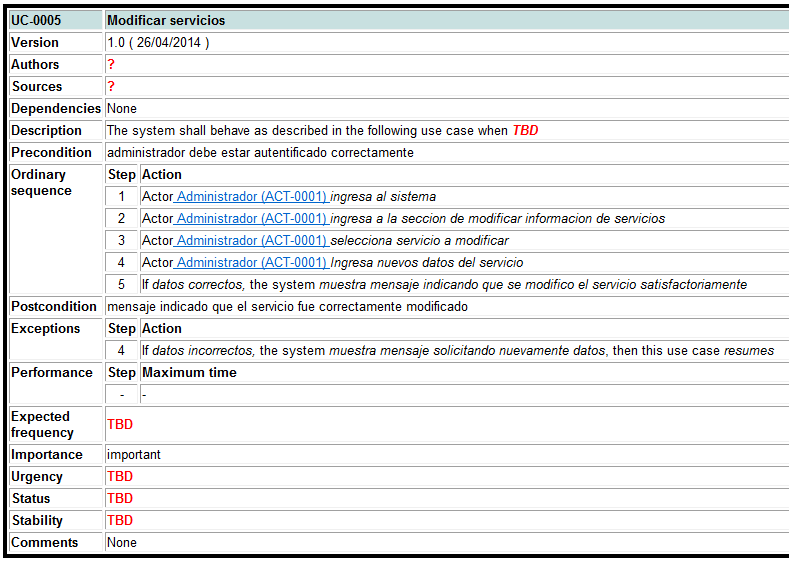 UC-0005 Modificar servicios
Version 1.0 ( 26/04/2014 )
Authors ?
Sources ?
Dependencies None
Description The system shall behave as described in the following use case when TBD
Precondition administrador debe estar autentificado correctamente
Ordinary sequence Step Action
1 Actor Administrador (ACT-0001) ingresa al sistema
2 Actor Administrador (ACT-0001) ingresa a la seccion de modificar informacion de servicios
3 Actor Administrador (ACT-0001) selecciona servicio a modificar
4 Actor Administrador (ACT-0001) Ingresa nuevos datos del servicio
5 If datos correctos, the system muestra mensaje indicando que se modifico el servicio satisfactoriamente
Postcondition mensaje indicado que el servicio fue correctamente modificado
Exceptions Step Action
4 If datos incorrectos, the system muestra mensaje solicitando nuevamente datos, then this use case resumes
Performance Step Maximum time
- -
Expected frequency TBD
Importance important
Urgency TBD
Status TBD
Stability TBD
Comments None